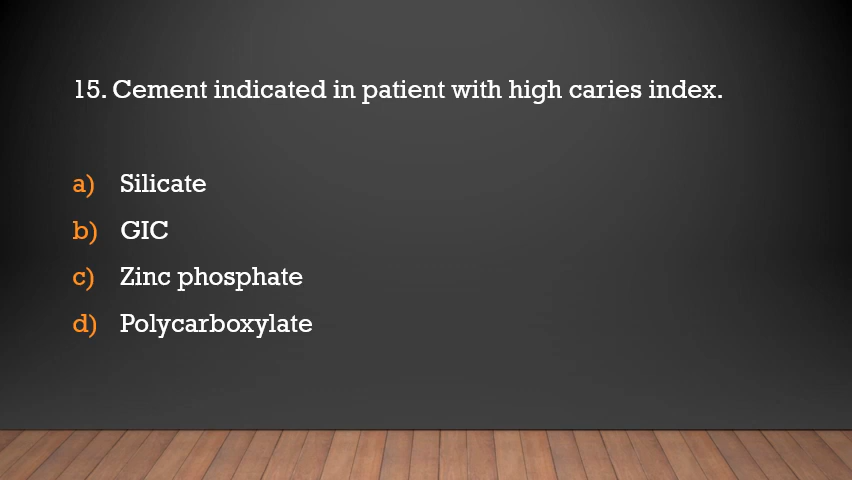 15. Cement indicated in patient with high caries index.
a) Silicate
b) GIC
c) Zinc phosphate
d) Polycarboxylate